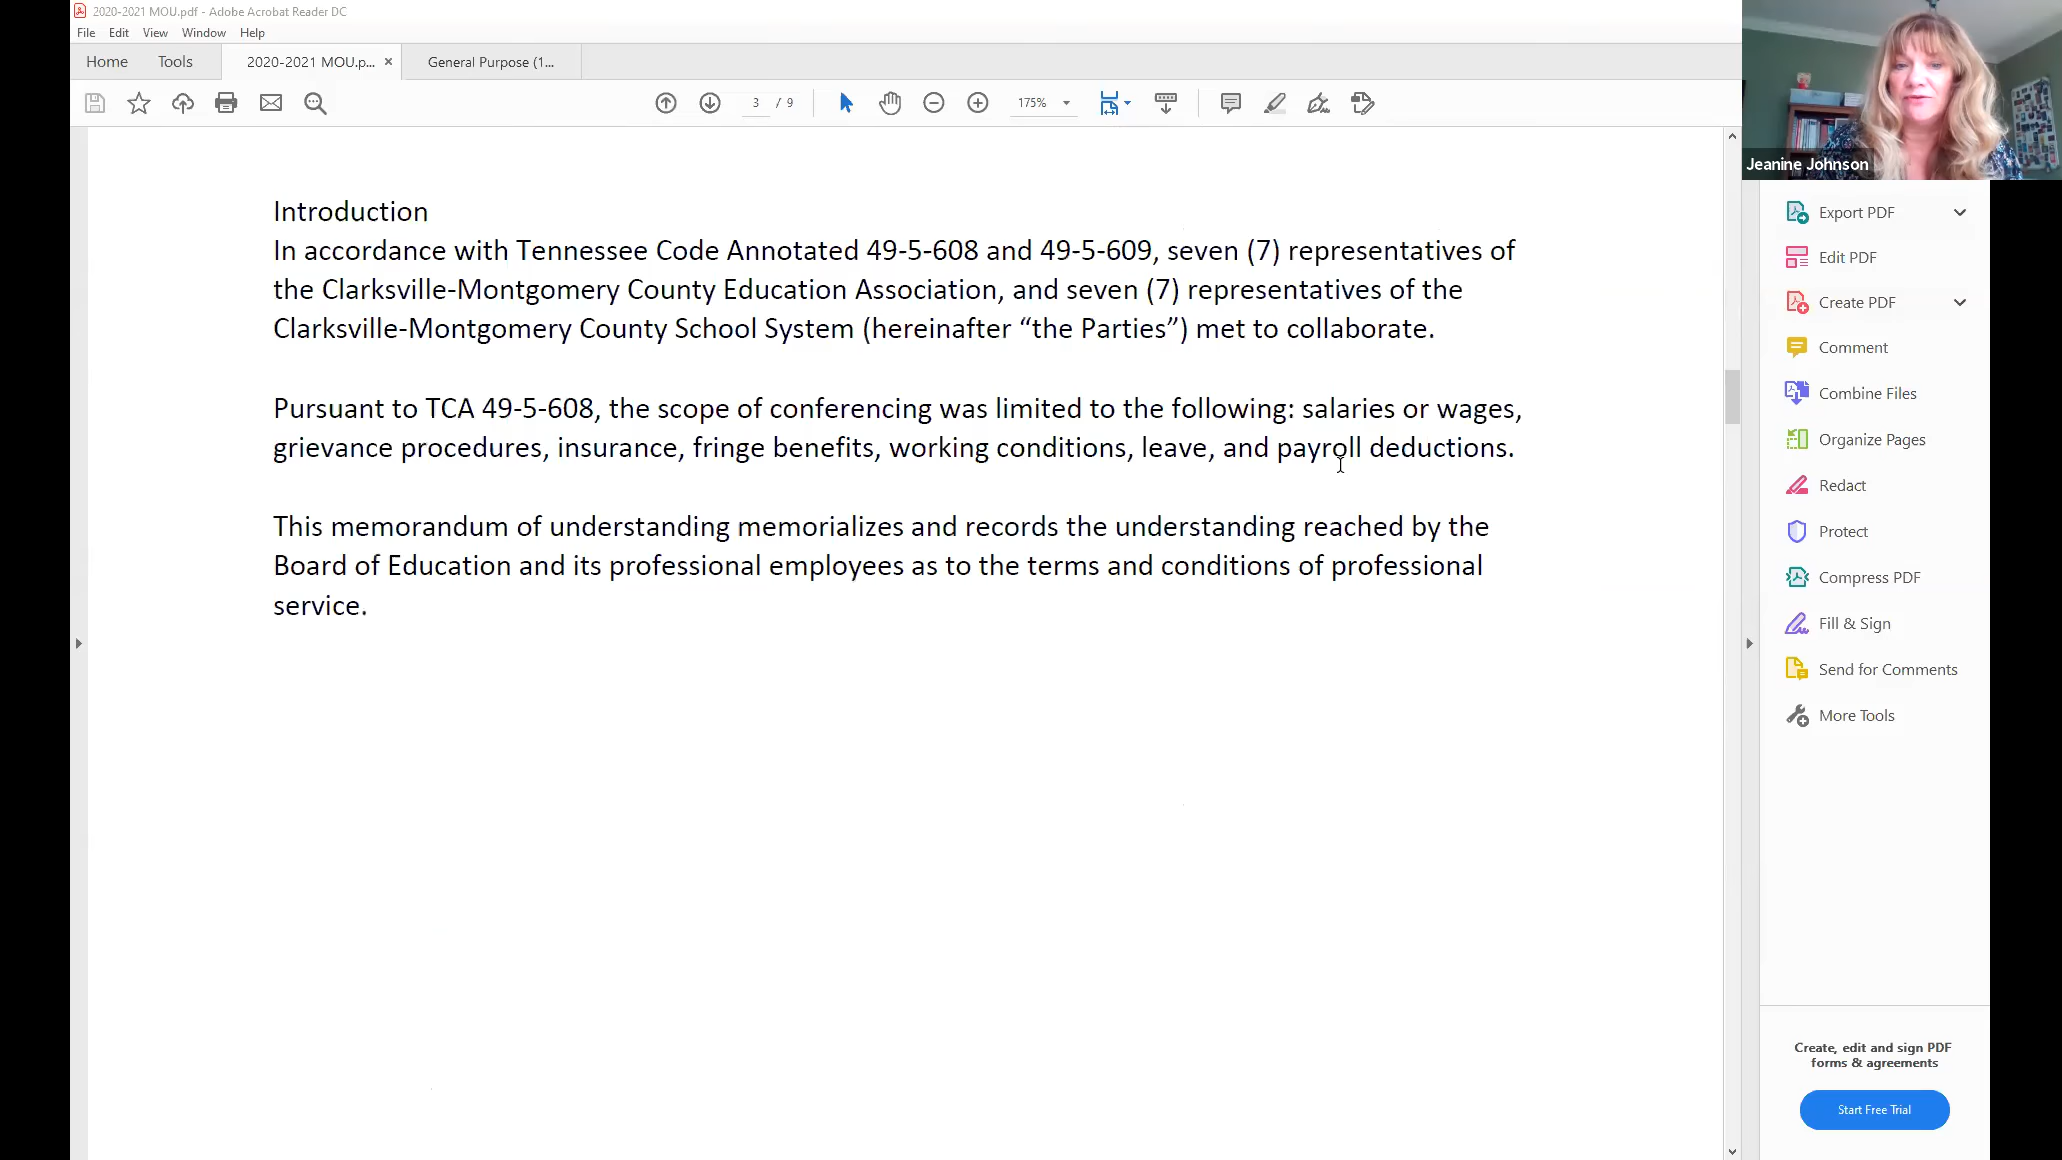 2020-2021 MOU.pdf - Adobe Acrobat Reader DC
File Edit View Window Help
Home Tools 2020-2021 MOU.p... × General Purpose (1...
3 / 9 175%
Jeanine Johnson
Introduction
In accordance with Tennessee Code Annotated 49-5-608 and 49-5-609, seven (7) representatives of
the Clarksville-Montgomery County Education Association, and seven (7) representatives of the
Clarksville-Montgomery County School System (hereinafter “the Parties”) met to collaborate.
Pursuant to TCA 49-5-608, the scope of conferencing was limited to the following: salaries or wages,
grievance procedures, insurance, fringe benefits, working conditions, leave, and payroll deductions.
This memorandum of understanding memorializes and records the understanding reached by the
Board of Education and its professional employees as to the terms and conditions of professional
service.
Export PDF
Edit PDF
Create PDF
Comment
Combine Files
Organize Pages
Redact
Protect
Compress PDF
Fill & Sign
Send for Comments
More Tools
Create, edit and sign PDF
forms & agreements
Start Free Trial